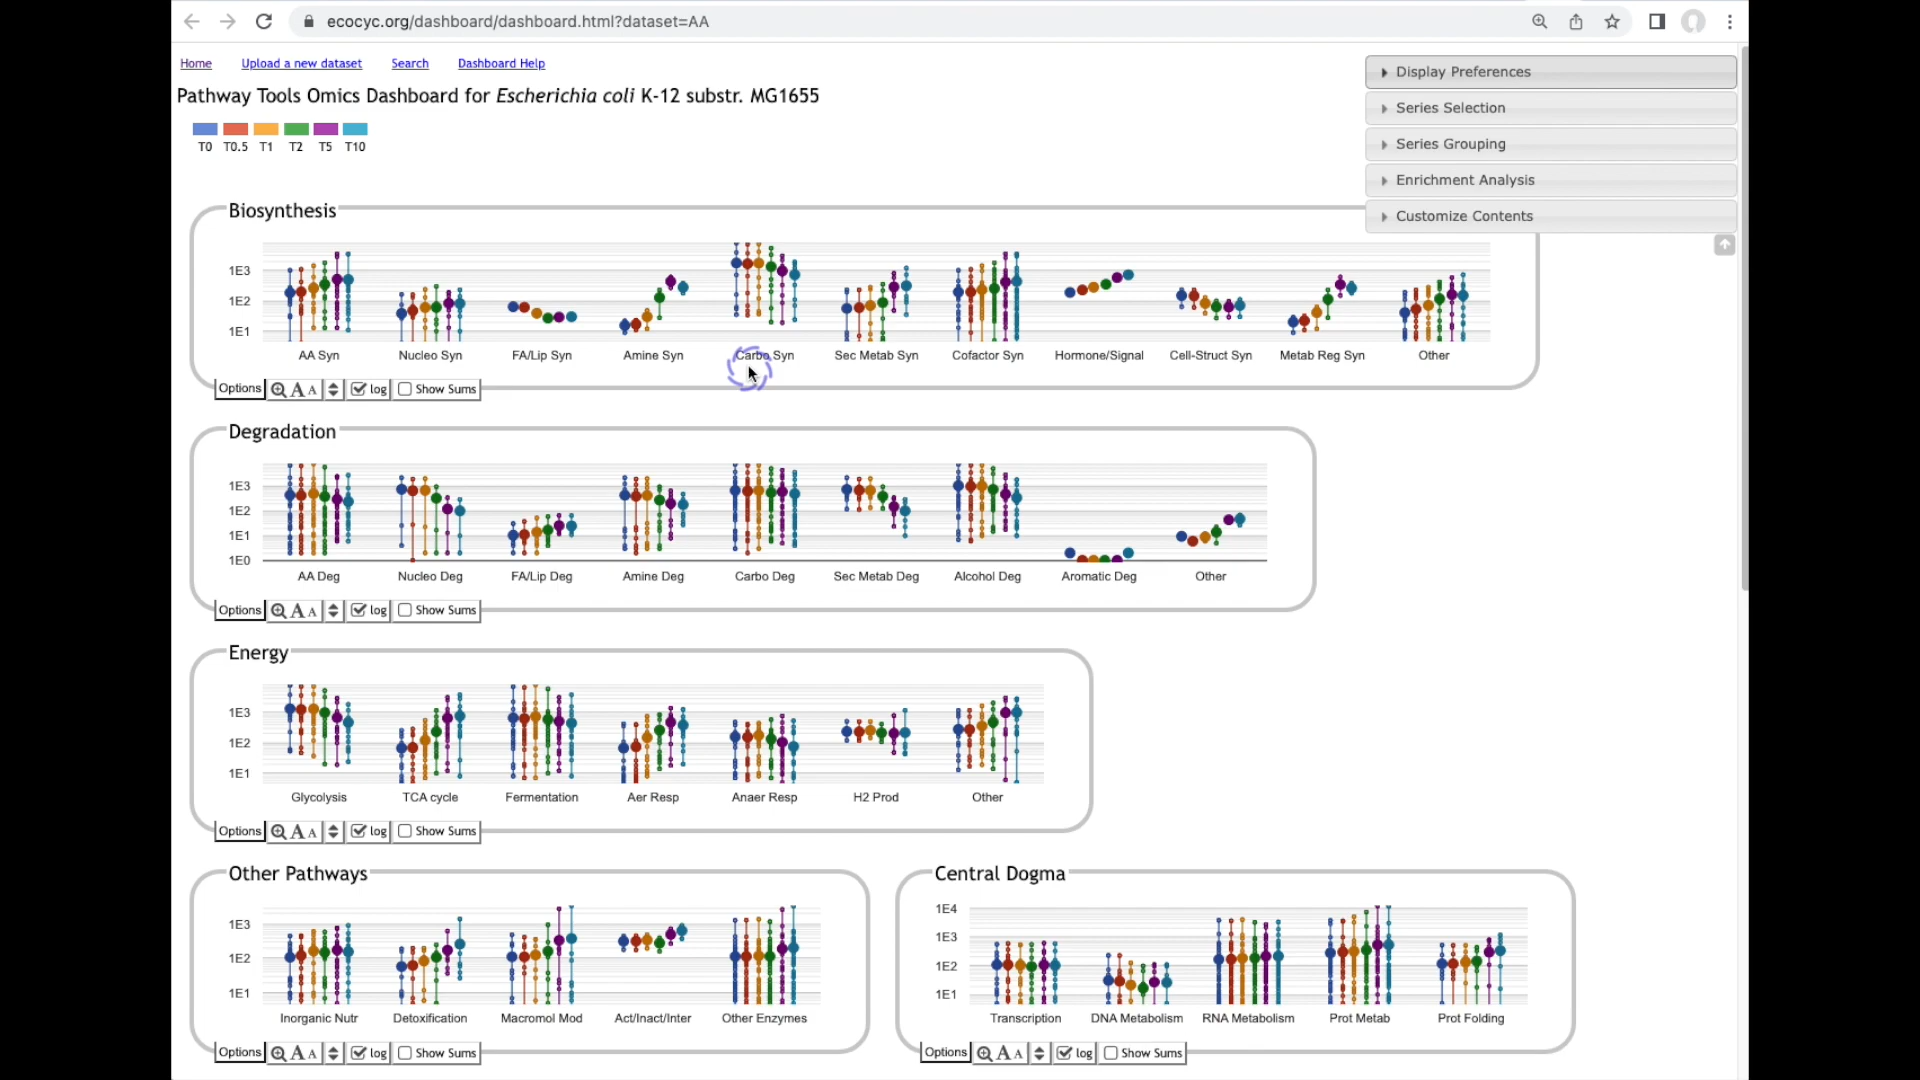 ecocyc.org/dashboard/dashboard.html?dataset=AA
Home Upload a new dataset Search Dashboard Help
Pathway Tools Omics Dashboard for Escherichia coli K-12 substr. MG1655
T0 T0.5 T1 T2 T5 T10
Display Preferences
Series Selection
Series Grouping
Enrichment Analysis
Customize Contents
Biosynthesis
1E3
1E2
1E1
AA Syn Nucleo Syn FA/Lip Syn Amine Syn Carbo Syn Sec Metab Syn Cofactor Syn Hormone/Signal Cell-Struct Syn Metab Reg Syn Other
Options A A log Show Sums
Degradation
1E3
1E2
1E1
1E0
AA Deg Nucleo Deg FA/Lip Deg Amine Deg Carbo Deg Sec Metab Deg Alcohol Deg Aromatic Deg Other
Options A A log Show Sums
Energy
1E3
1E2
1E1
Glycolysis TCA cycle Fermentation Aer Resp Anaer Resp H2 Prod Other
Options A A log Show Sums
Other Pathways
1E3
1E2
1E1
Inorganic Nutr Detoxification Macromol Mod Act/Inact/Inter Other Enzymes
Options A A log Show Sums
Central Dogma
1E4
1E3
1E2
1E1
Transcription DNA Metabolism RNA Metabolism Prot Metab Prot Folding
Options A A log Show Sums